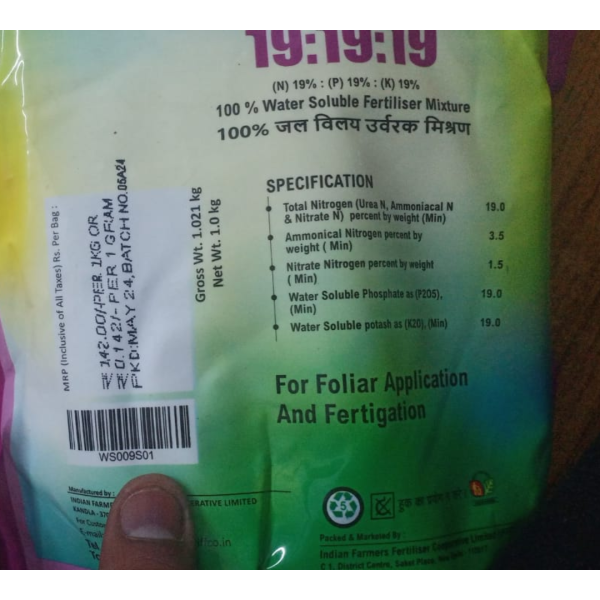 19:19:19
(N) 19% : (P) 19% : (K) 19%
100 % Water Soluble Fertiliser Mixture
100% जल विलय उर्वरक मिश्रण
SPECIFICATION
Total Nitrogen (Urea N, Ammoniacal N & Nitrate N) percent by weight (Min) 19.0
Ammonical Nitrogen percent by weight ( Min) 3.5
Nitrate Nitrogen percent by weight ( Min) 1.5
Water Soluble Phosphate as (P2O5), (Min) 19.0
Water Soluble potash as (K2O), (Min) 19.0
For Foliar Application
And Fertigation
Gross Wt. 1.021 kg
Net Wt. 1.0 kg
MRP (Inclusive of All Taxes) Rs. Per Bag :
₹ 142.00/-PER 1KG OR
₹0.142/- PER 1 GRAM
PKD:MAY 24,BATCH NO.05A24
WS009S01
Manufactured by :
INDIAN FARMERS
KANDLA
5
Packed & Marketed By :
Indian Farmers Fertiliser Limited